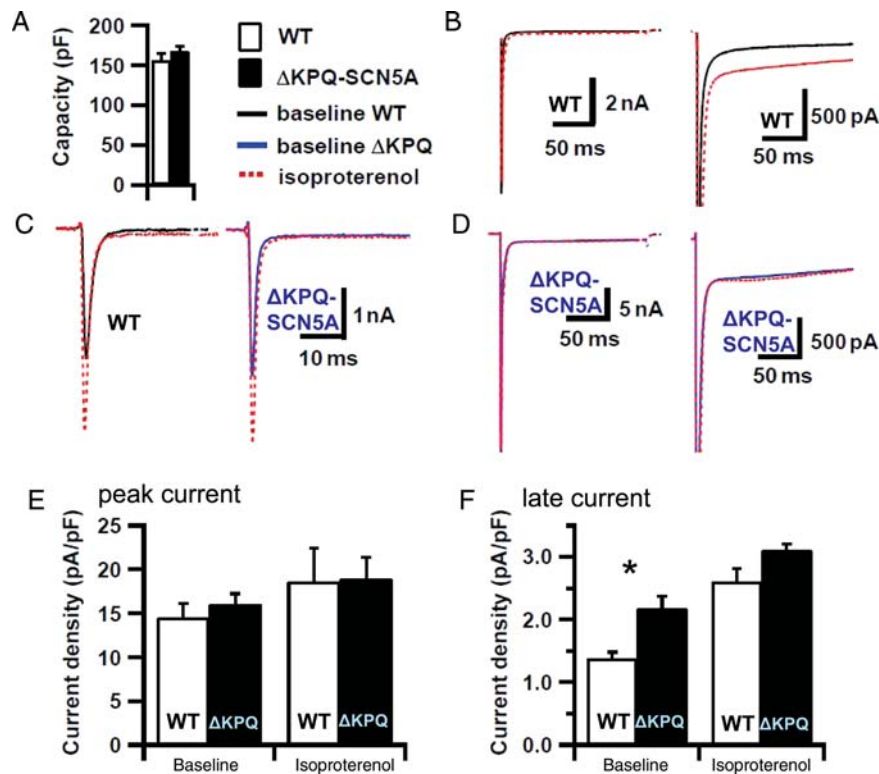 A
Capacity (pF)
200
150
100
50
0
WT
ΔKPQ-SCN5A
baseline WT
baseline ΔKPQ
isoproterenol
B
WT
2 nA
50 ms
WT
500 pA
50 ms
C
WT
ΔKPQ-
SCN5A
1 nA
10 ms
D
ΔKPQ-
SCN5A
5 nA
50 ms
ΔKPQ-
SCN5A
500 pA
50 ms
E
peak current
Current density (pA/pF)
25
20
15
10
5
0
WT
ΔKPQ
WT
ΔKPQ
Baseline
Isoproterenol
F
late current
Current density (pA/pF)
3.0
2.0
1.0
0.0
*
WT
ΔKPQ
WT
ΔKPQ
Baseline
Isoproterenol